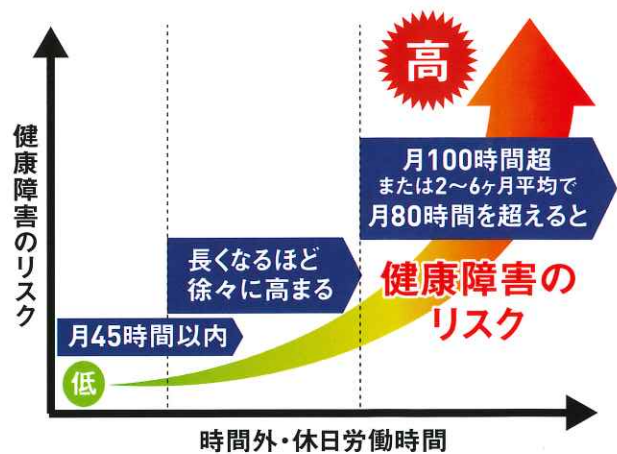 高
月100時間超
または2〜6ヶ月平均で
月80時間を超えると
長くなるほど
徐々に高まる
健康障害の
リスク
月45時間以内
低
健康障害のリスク
時間外・休日労働時間